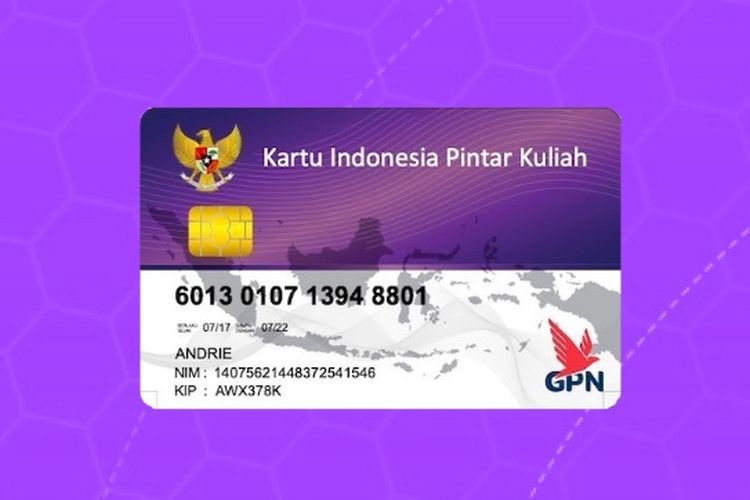 Kartu Indonesia Pintar Kuliah
6013 0107 1394 8801
07/17 07/22
ANDRIE
NIM : 14075621448372541546
KIP : AWX378K
GPN